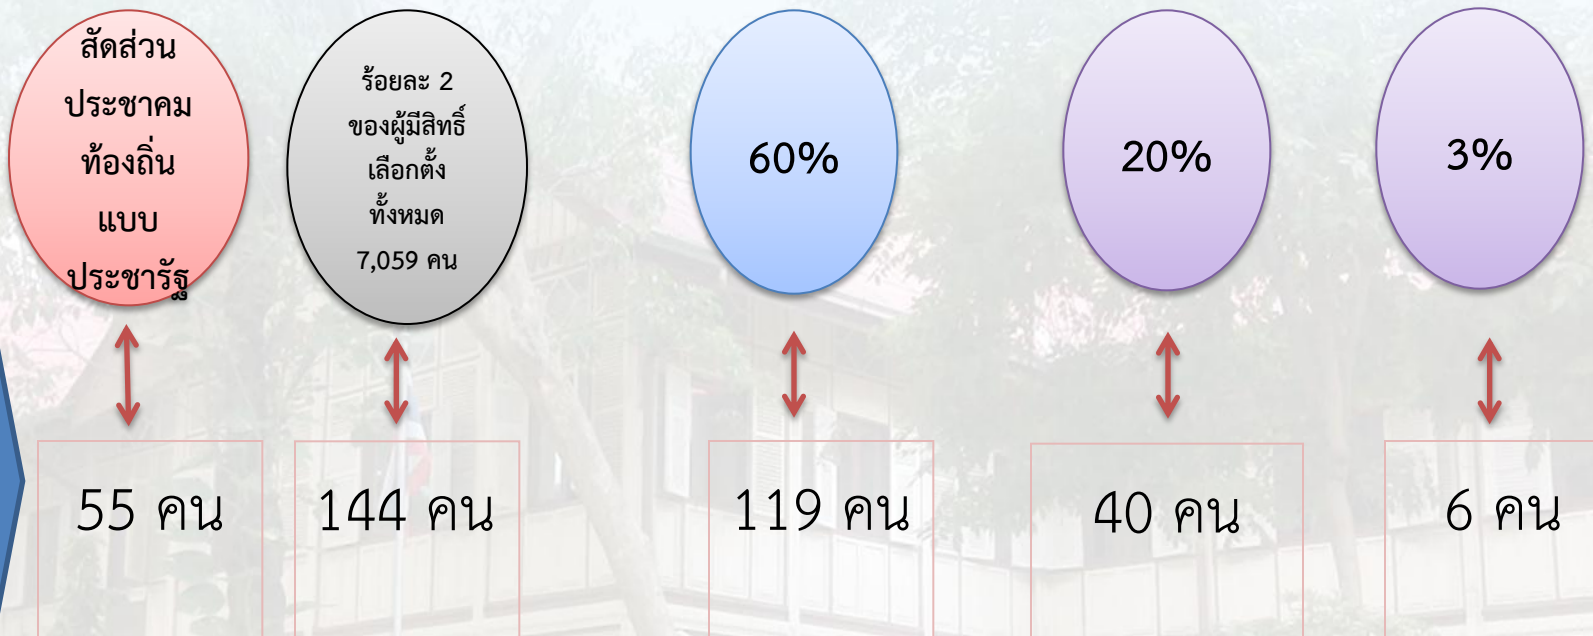 สัดส่วน
ประชาคม
ท้องถิ่น
แบบ
ประชารัฐ
ร้อยละ 2
ของผู้มีสิทธิ์
เลือกตั้ง
ทั้งหมด
7,059 คน
60%
20%
3%
55 คน
144 คน
119 คน
40 คน
6 คน